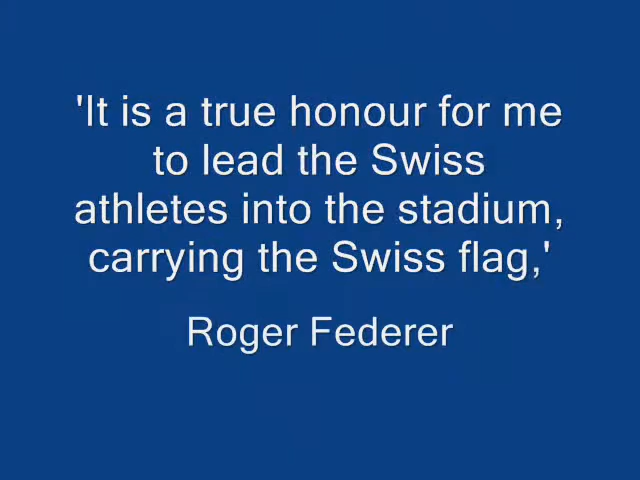 'It is a true honour for me
to lead the Swiss
athletes into the stadium,
carrying the Swiss flag,'
Roger Federer